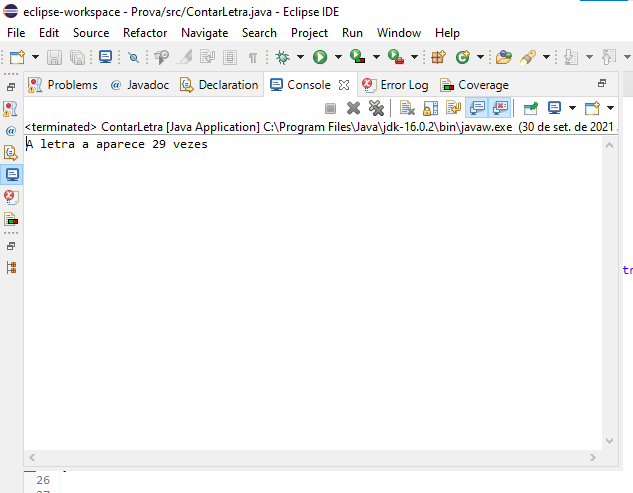 eclipse-workspace - Prova/src/ContarLetra.java - Eclipse IDE
File Edit Source Refactor Navigate Search Project Run Window Help
Problems @ Javadoc Declaration Console Error Log Coverage
<terminated> ContarLetra [Java Application] C:\Program Files\Java\jdk-16.0.2\bin\javaw.exe (30 de set. de 2021
A letra a aparece 29 vezes
tr
26
27